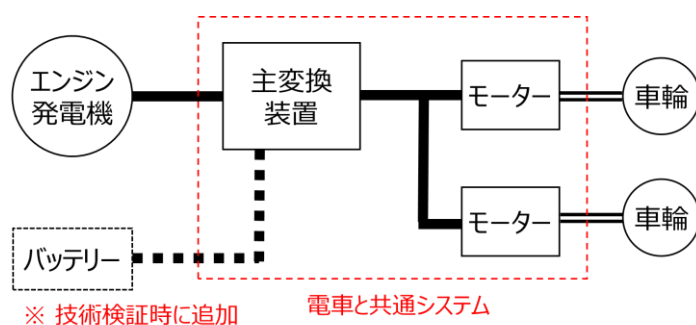 エンジン
発電機
主変換
装置
モーター
車輪
モーター
車輪
バッテリー
※ 技術検証時に追加
電車と共通システム